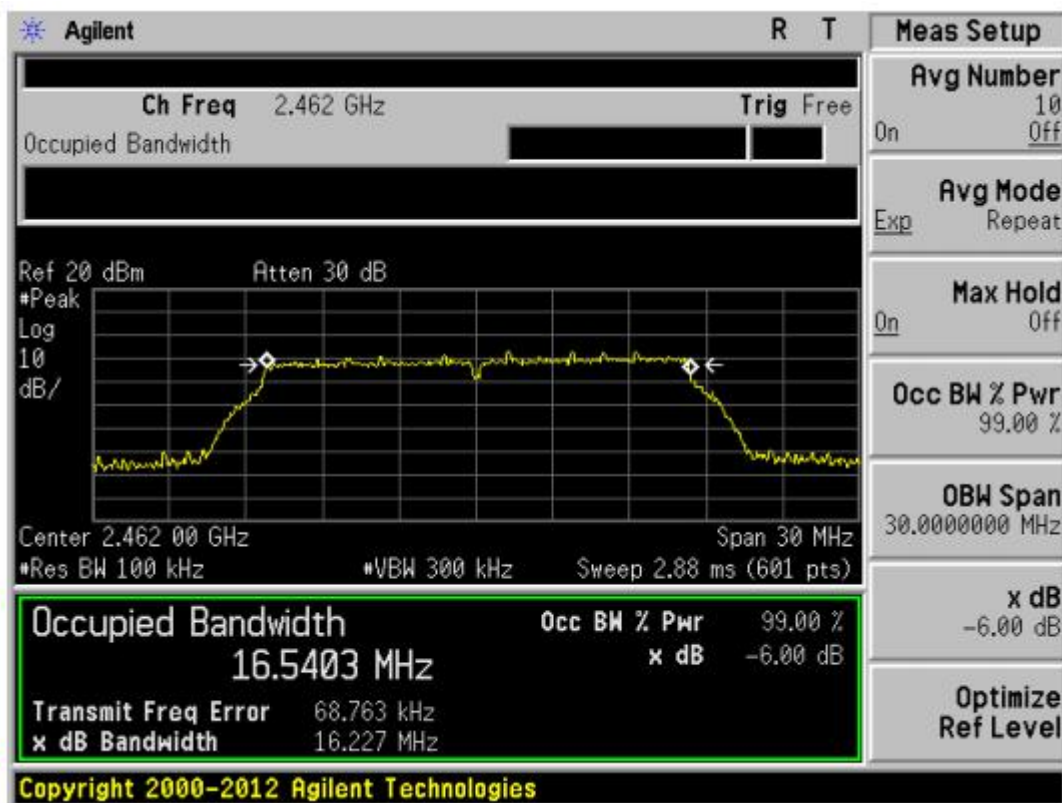 Agilent R T
Ch Freq 2.462 GHz Trig Free
Occupied Bandwidth
Ref 20 dBm Atten 30 dB
#Peak
Log
10
dB/
Center 2.462 00 GHz Span 30 MHz
#Res BW 100 kHz #VBW 300 kHz Sweep 2.88 ms (601 pts)
Occupied Bandwidth
16.5403 MHz
Occ BW % Pwr 99.00 %
x dB -6.00 dB
Transmit Freq Error 68.763 kHz
x dB Bandwidth 16.227 MHz
Copyright 2000-2012 Agilent Technologies
Meas Setup
Avg Number
10
On Off
Avg Mode
Exp Repeat
Max Hold
On Off
Occ BW % Pwr
99.00 %
OBW Span
30.0000000 MHz
x dB
-6.00 dB
Optimize
Ref Level